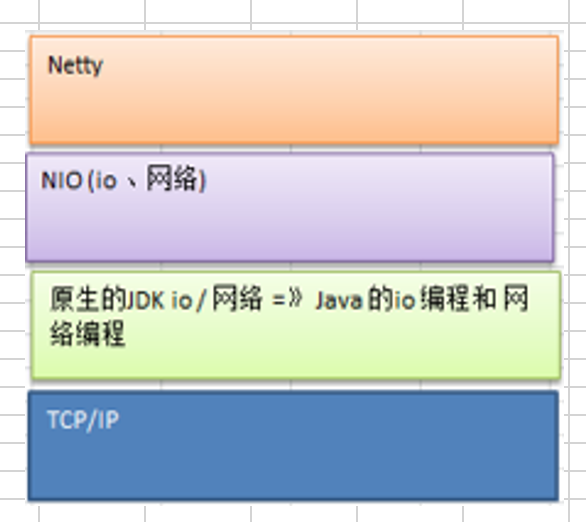 Netty
NIO (io 、网络)
原生的JDK io / 网络 =》 Java 的io 编程和 网
络编程
TCP/IP